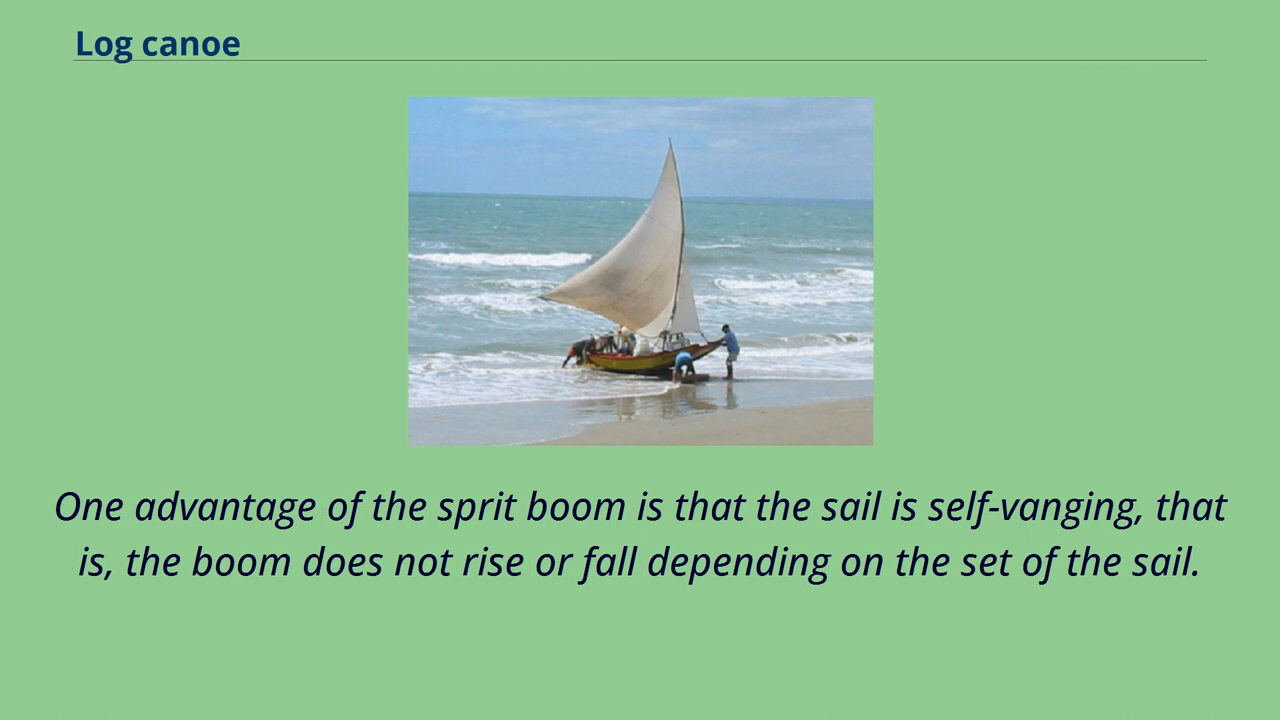 Log canoe
One advantage of the sprit boom is that the sail is self-vanging, that
is, the boom does not rise or fall depending on the set of the sail.